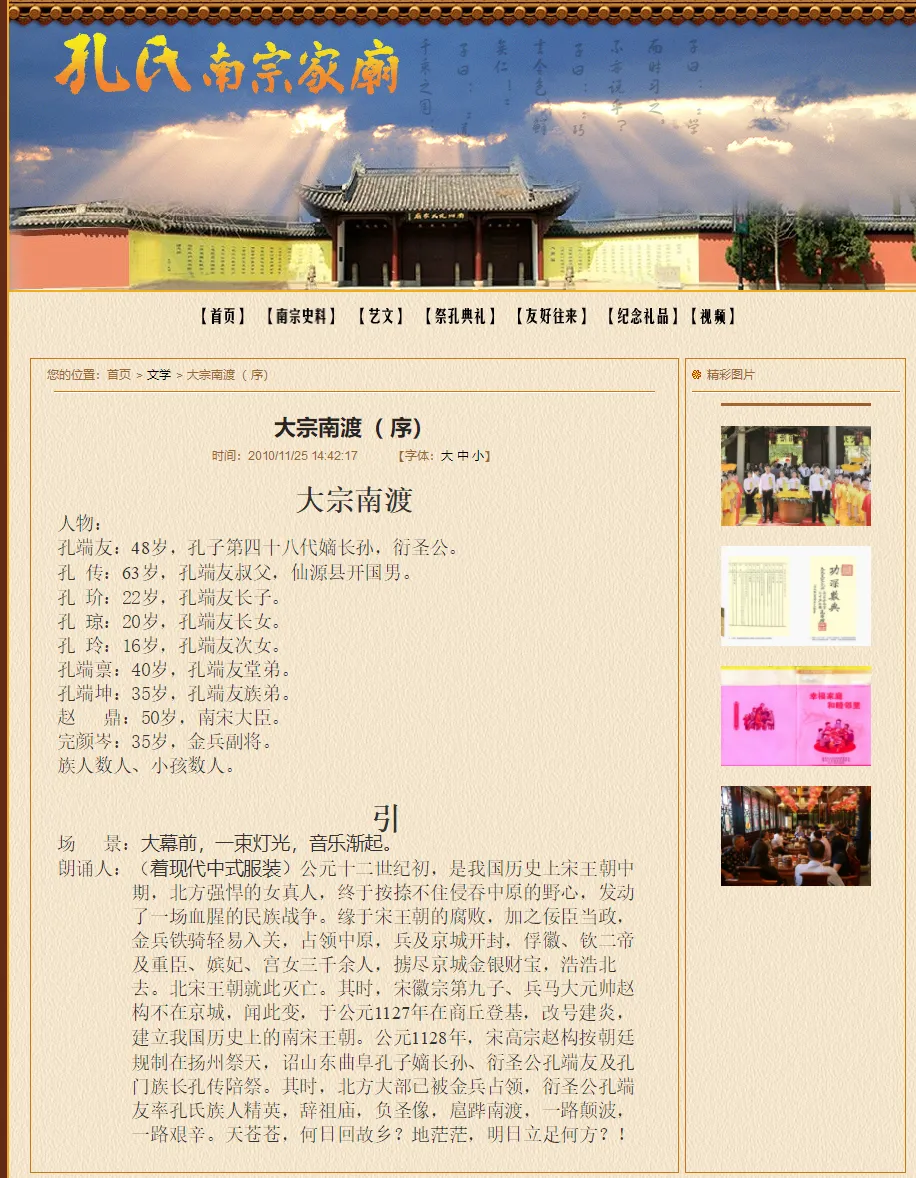 孔氏南宗家廟
子曰：：学
而时习之，
不亦说乎？
子曰：：巧
言令色，鲜
矣仁！：
子曰：：
千乘之国
【首页】 【南宗史料】 【艺文】 【祭孔典礼】 【友好往来】 【纪念礼品】【视频】
您的位置：首页 > 文学 > 大宗南渡（ 序）
精彩图片
大宗南渡（ 序）
时间：2010/11/25 14:42:17 【字体：大 中 小】
大宗南渡
人物：
孔端友：48岁，孔子第四十八代嫡长孙，衍圣公。
孔 传：63岁，孔端友叔父，仙源县开国男。
孔 玠：22岁，孔端友长子。
孔 琼：20岁，孔端友长女。
孔 玲：16岁，孔端友次女。
孔端禀：40岁，孔端友堂弟。
孔端坤：35岁，孔端友族弟。
赵 鼎：50岁，南宋大臣。
完颜岑：35岁，金兵副将。
族人数人、小孩数人。
引
场 景：大幕前，一束灯光，音乐渐起。
朗诵人：（着现代中式服装）公元十二世纪初，是我国历史上宋王朝中
期，北方强悍的女真人，终于按捺不住侵吞中原的野心，发动
了一场血腥的民族战争。缘于宋王朝的腐败，加之佞臣当政，
金兵铁骑轻易入关，占领中原，兵及京城开封，俘徽、钦二帝
及重臣、嫔妃、宫女三千余人，掳尽京城金银财宝，浩浩北
去。北宋王朝就此灭亡。其时，宋徽宗第九子、兵马大元帅赵
构不在京城，闻此变，于公元1127年在商丘登基，改号建炎，
建立我国历史上的南宋王朝。公元1128年，宋高宗赵构按朝廷
规制在扬州祭天，诏山东曲阜孔子嫡长孙、衍圣公孔端友及孔
门族长孔传陪祭。其时，北方大部已被金兵占领，衍圣公孔端
友率孔氏族人精英，辞祖庙，负圣像，扈跸南渡，一路颠波，
一路艰辛。天苍苍，何日回故乡？地茫茫，明日立足何方？！
幸福家庭
和睦邻里